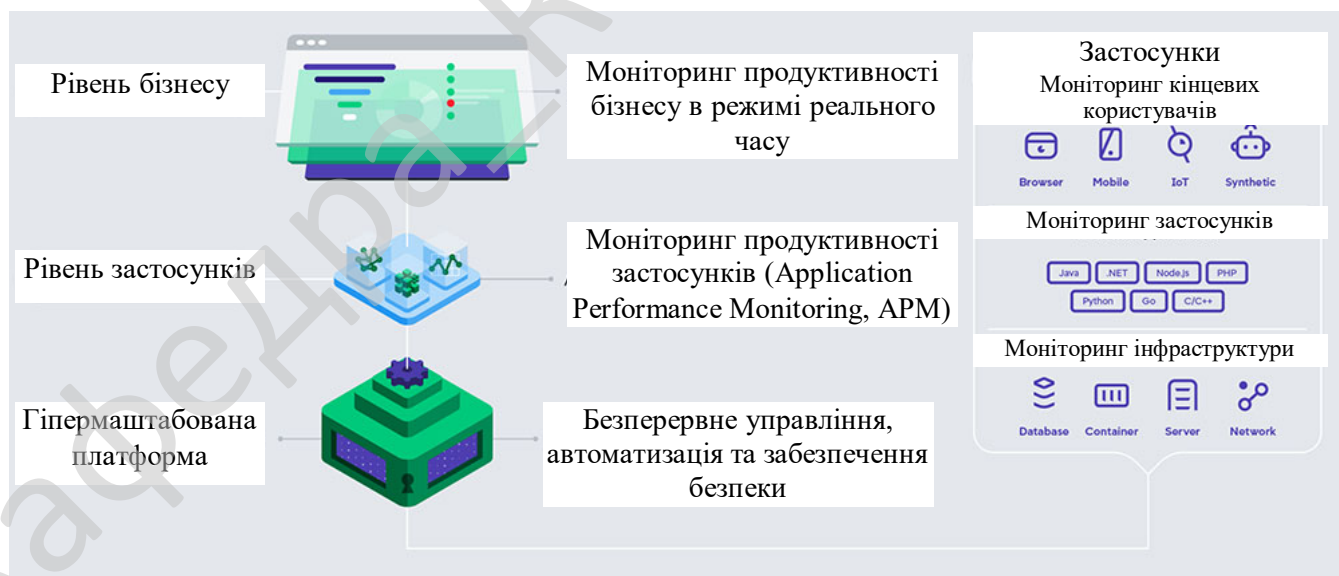 Рівень бізнесу
Моніторинг продуктивності
бізнесу в режимі реального
часу
Рівень застосунків
Моніторинг продуктивності
застосунків (Application
Performance Monitoring, APM)
Гіпермаштабована
платформа
Безперервне управління,
автоматизація та забезпечення
безпеки
Застосунки
Моніторинг кінцевих
користувачів
Browser Mobile IoT Synthetic
Моніторинг застосунків
Java .NET Node.js PHP
Python Go C/C++
Моніторинг інфраструктури
Database Container Server Network
афедра_к